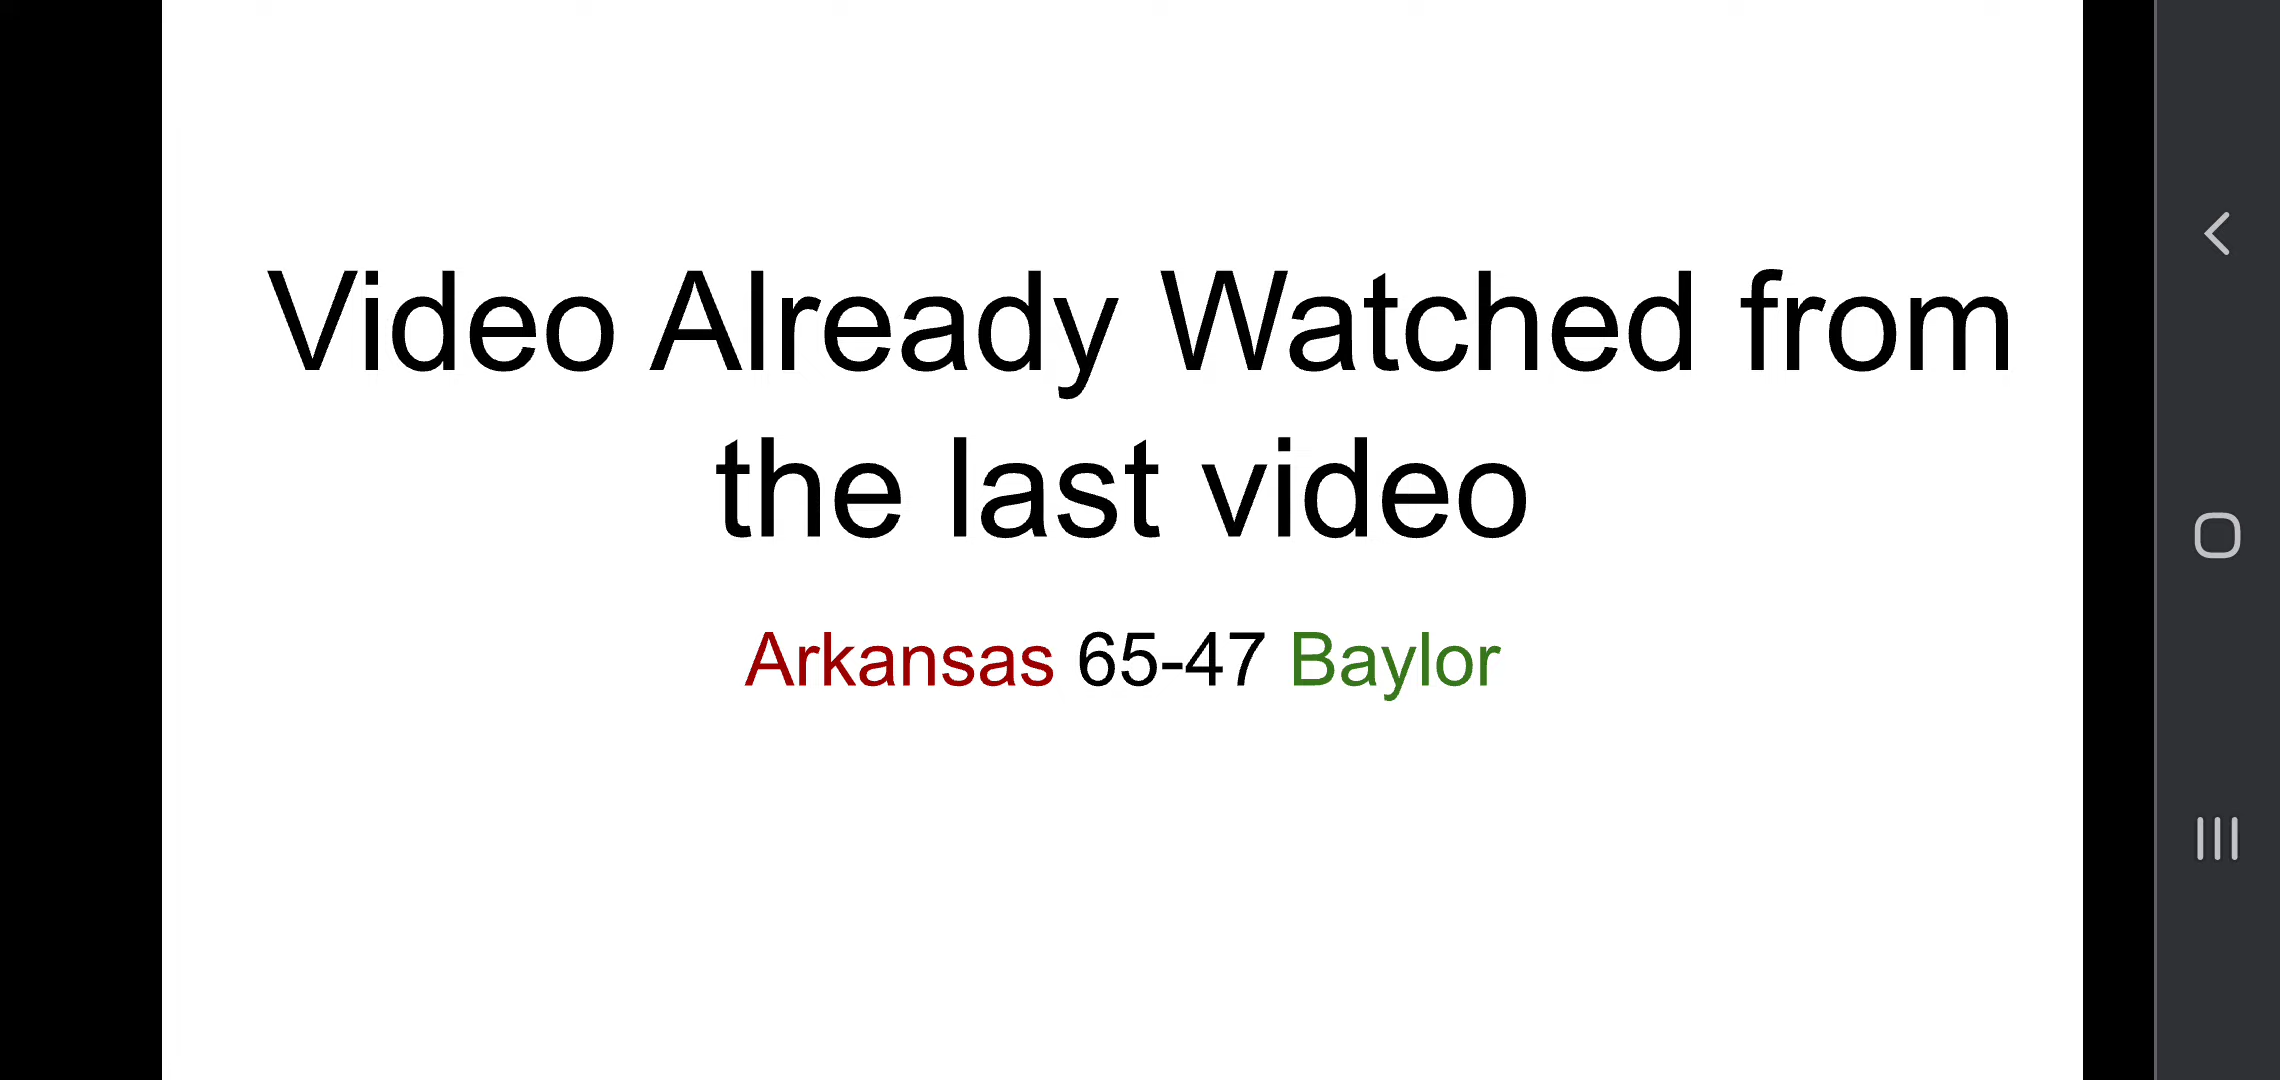 Video Already Watched from
the last video
Arkansas 65-47 Baylor